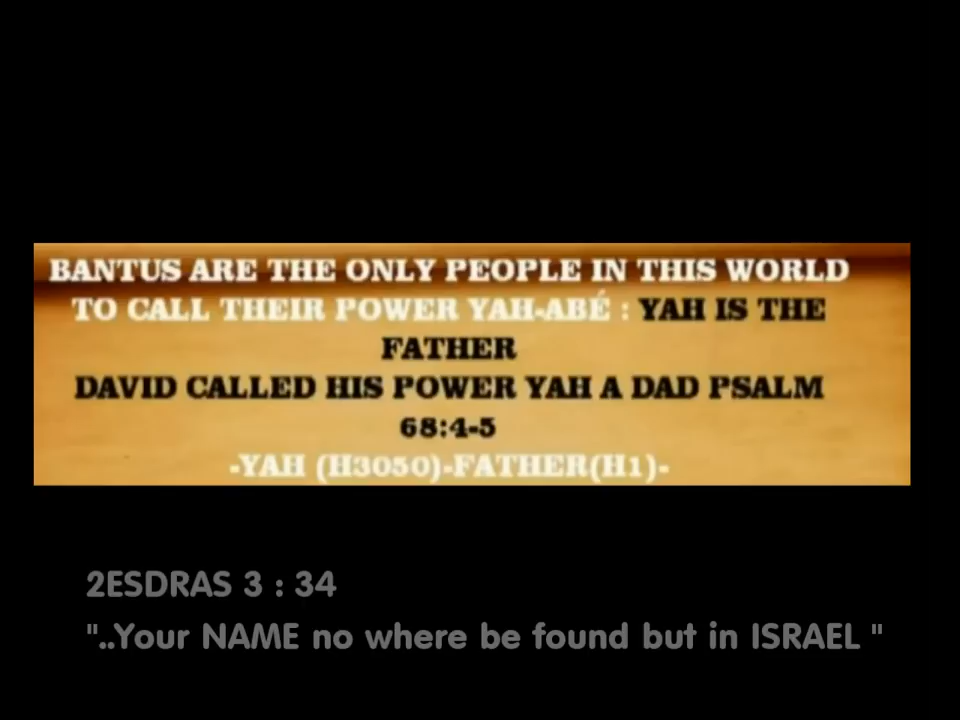 BANTUS ARE THE ONLY PEOPLE IN THIS WORLD
TO CALL THEIR POWER YAH-ABÉ : YAH IS THE
FATHER
DAVID CALLED HIS POWER YAH A DAD PSALM
68:4-5
-YAH (H3050)-FATHER(H1)-
2ESDRAS 3 : 34
"..Your NAME no where be found but in ISRAEL "